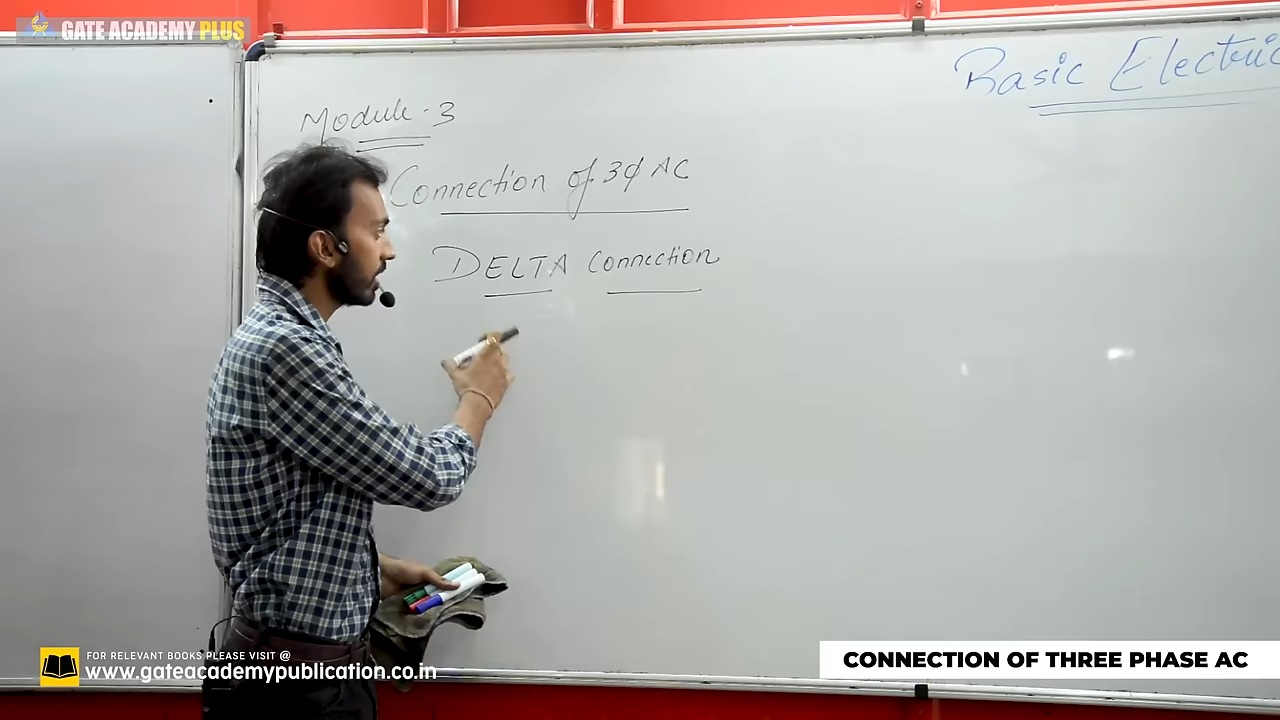 GATE ACADEMY PLUS
Basic Electric
Module-3
Connection of 3φ AC
DELTA Connection
FOR RELEVANT BOOKS PLEASE VISIT @
www.gateacademypublication.co.in
CONNECTION OF THREE PHASE AC